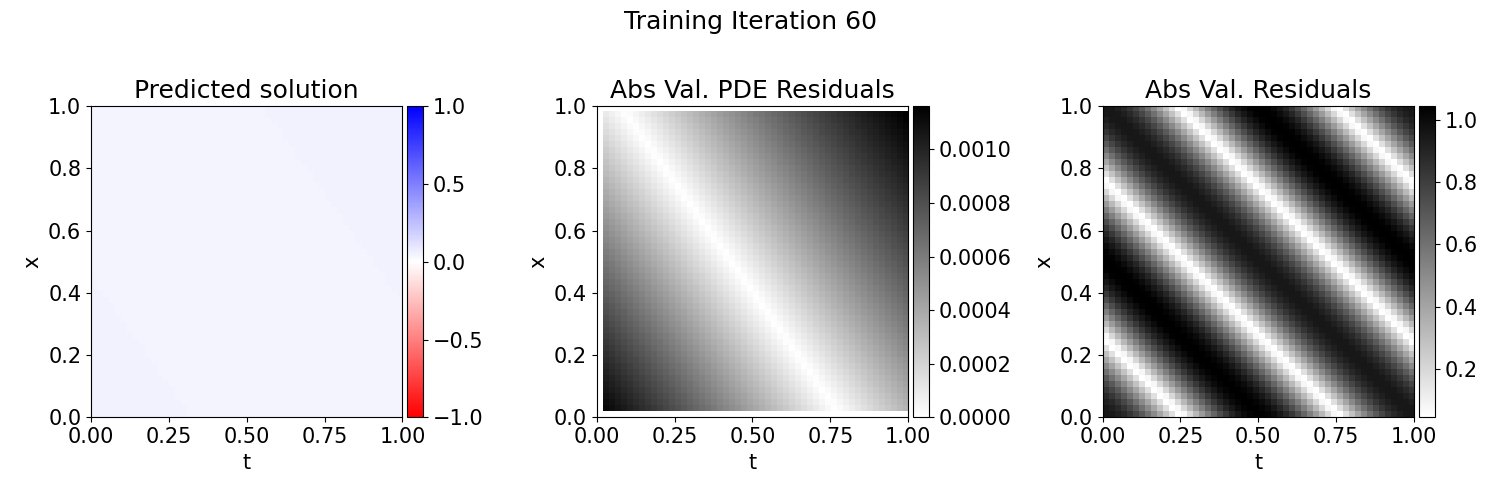 Training Iteration 60
Predicted solution
1.0
0.8
0.6
0.4
0.2
0.0
x
0.00 0.25 0.50 0.75 1.00
t
1.0
0.5
0.0
−0.5
−1.0
Abs Val. PDE Residuals
1.0
0.8
0.6
0.4
0.2
0.0
x
0.00 0.25 0.50 0.75 1.00
t
0.0010
0.0008
0.0006
0.0004
0.0002
0.0000
Abs Val. Residuals
1.0
0.8
0.6
0.4
0.2
0.0
x
0.00 0.25 0.50 0.75 1.00
t
1.0
0.8
0.6
0.4
0.2